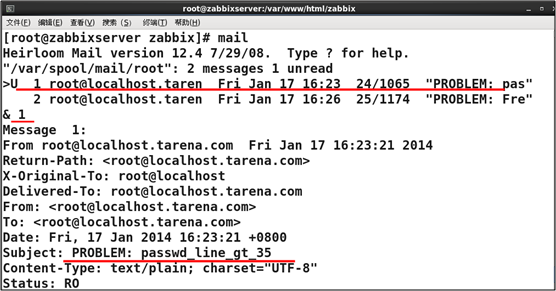 root@zabbixserver:/var/www/html/zabbix
文件(F) 编辑(E) 查看(V) 搜索 (S) 终端(T) 帮助(H)
[root@zabbixserver zabbix]# mail
Heirloom Mail version 12.4 7/29/08.  Type ? for help.
"/var/spool/mail/root": 2 messages 1 unread
>U  1 root@localhost.taren  Fri Jan 17 16:23  24/1065  "PROBLEM: pas"
    2 root@localhost.taren  Fri Jan 17 16:26  25/1174  "PROBLEM: Fre"
& 1
Message  1:
From root@localhost.tarena.com  Fri Jan 17 16:23:21 2014
Return-Path: <root@localhost.tarena.com>
X-Original-To: root@localhost
Delivered-To: root@localhost.tarena.com
From: <root@localhost.tarena.com>
To: <root@localhost.tarena.com>
Date: Fri, 17 Jan 2014 16:23:21 +0800
Subject: PROBLEM: passwd_line_gt_35
Content-Type: text/plain; charset="UTF-8"
Status: RO